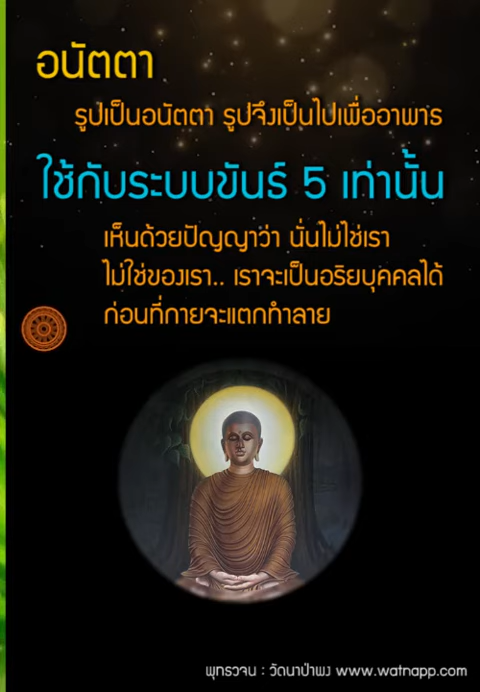 อนัตตา
รูปเป็นอนัตตา รูปจึงเป็นไปเพื่ออาพาธ
ใช้กับระบบขันธ์ 5 เท่านั้น
เห็นด้วยปัญญาว่า นั่นไม่ใช่เรา
ไม่ใช่ของเรา.. เราจะเป็นอริยบุคคลได้
ก่อนที่กายจะแตกทำลาย
พุทธวจน : วัดนาป่าพง www.watnapp.com